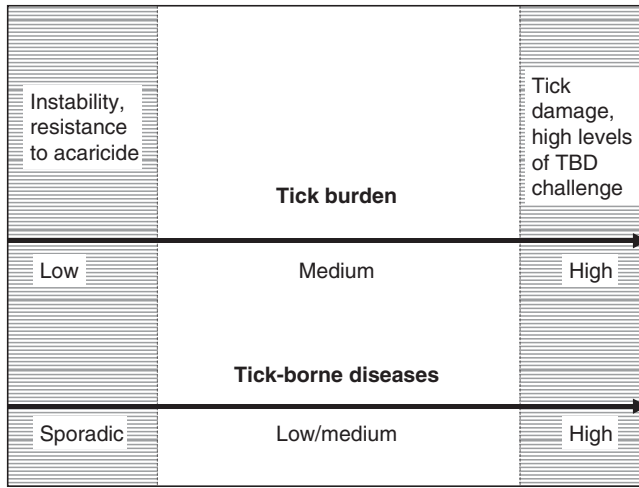 Instability,
resistance
to acaricide
Tick
damage,
high levels
of TBD
challenge
Tick burden
Low
Medium
High
Tick-borne diseases
Sporadic
Low/medium
High